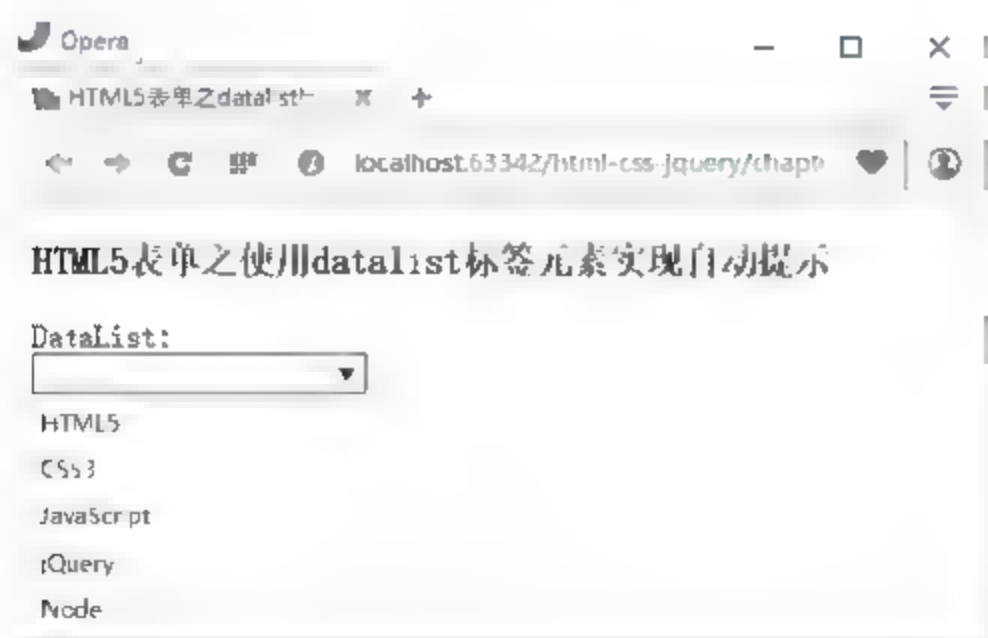 Opera
HTML5表单之datalist
localhost:63342/html-css-jquery/chapt
HTML5表单之使用datalist标签元素实现自动提示
DataList:
HTML5
CSS3
JavaScript
jQuery
Node